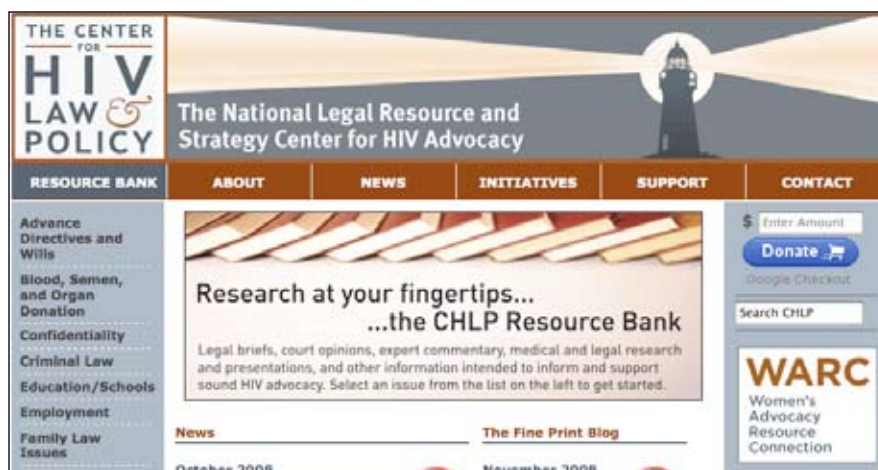 THE CENTER
FOR
HIV
LAW &
POLICY
The National Legal Resource and
Strategy Center for HIV Advocacy
RESOURCE BANK
ABOUT
NEWS
INITIATIVES
SUPPORT
CONTACT
Advance
Directives and
Wills
Blood, Semen,
and Organ
Donation
Confidentiality
Criminal Law
Education/Schools
Employment
Family Law
Issues
Research at your fingertips...
...the CHLP Resource Bank
Legal briefs, court opinions, expert commentary, medical and legal research
and presentations, and other information intended to inform and support
sound HIV advocacy. Select an issue from the list on the left to get started.
News
October 2008
The Fine Print Blog
November 2008
$ Enter Amount
Donate
Google Checkout
Search CHLP
WARC
Women's
Advocacy
Resource
Connection